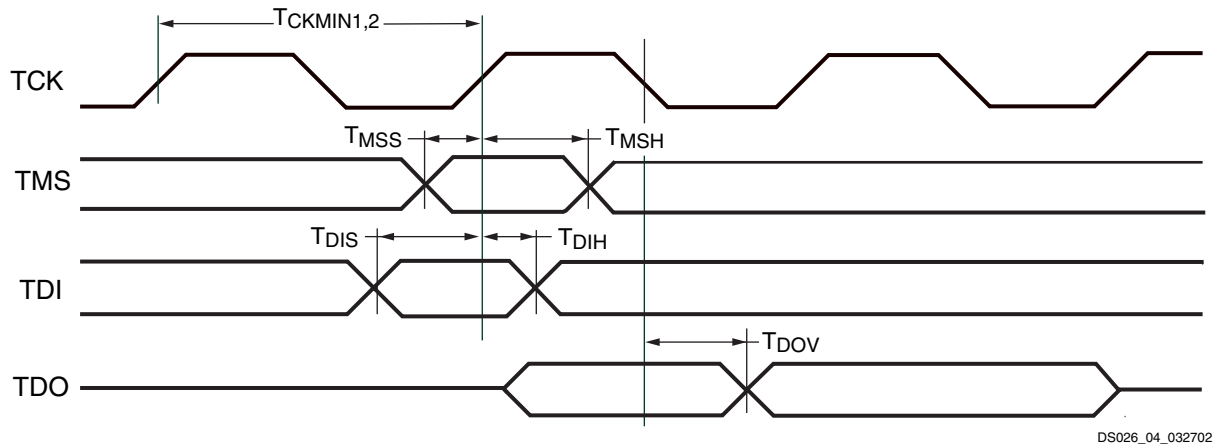 TCKMIN1,2
TCK
TMSS
TMSH
TMS
TDIS
TDIH
TDI
TDOV
TDO
DS026_04_032702